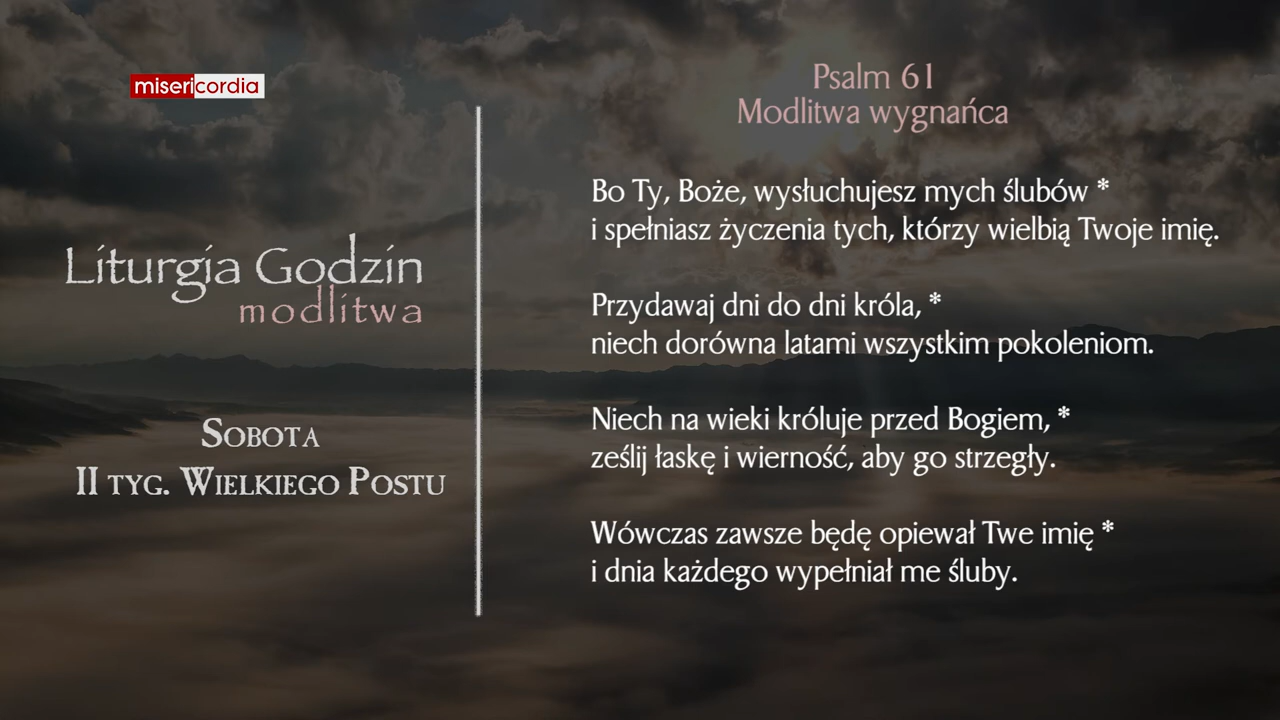 misericordia
Liturgia Godzin
modlitwa
Sobota
II tyg. Wielkiego Postu
Psalm 61
Modlitwa wygnańca
Bo Ty, Boże, wysłuchujesz mych ślubów *
i spełniasz życzenia tych, którzy wielbią Twoje imię.
Przydawaj dni do dni króla, *
niech dorówna latami wszystkim pokoleniom.
Niech na wieki króluje przed Bogiem, *
ześlij łaskę i wierność, aby go strzegły.
Wówczas zawsze będę opiewał Twe imię *
i dnia każdego wypełniał me śluby.